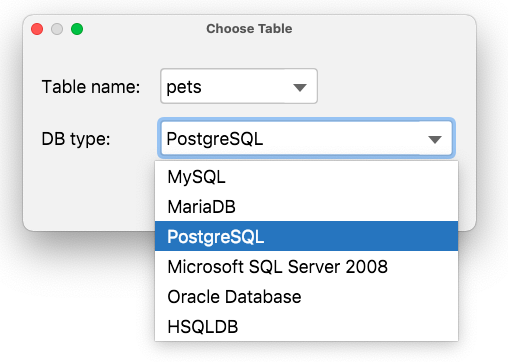 Choose Table
Table name: pets
DB type: PostgreSQL
MySQL
MariaDB
PostgreSQL
Microsoft SQL Server 2008
Oracle Database
HSQLDB